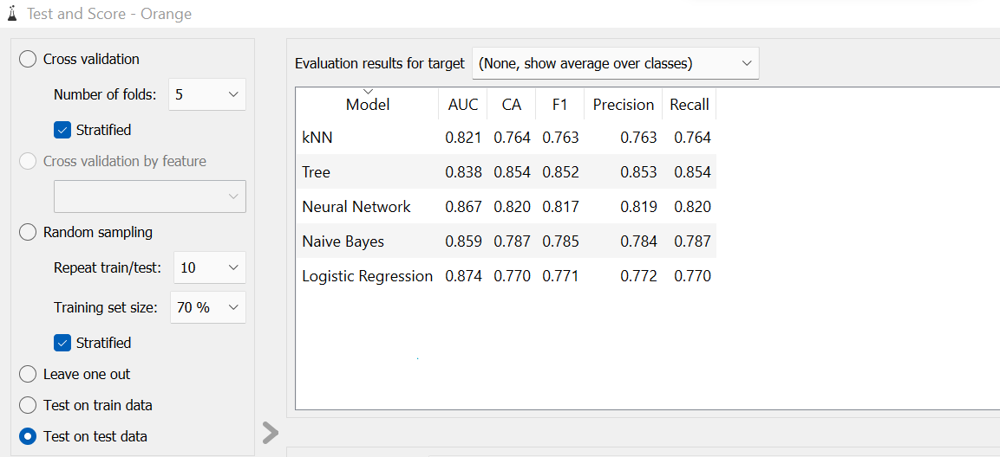 Test and Score - Orange
Cross validation
Number of folds: 5
Stratified
Cross validation by feature
Random sampling
Repeat train/test: 10
Training set size: 70 %
Stratified
Leave one out
Test on train data
Test on test data
Evaluation results for target (None, show average over classes)
Model AUC CA F1 Precision Recall
kNN 0.821 0.764 0.763 0.763 0.764
Tree 0.838 0.854 0.852 0.853 0.854
Neural Network 0.867 0.820 0.817 0.819 0.820
Naive Bayes 0.859 0.787 0.785 0.784 0.787
Logistic Regression 0.874 0.770 0.771 0.772 0.770